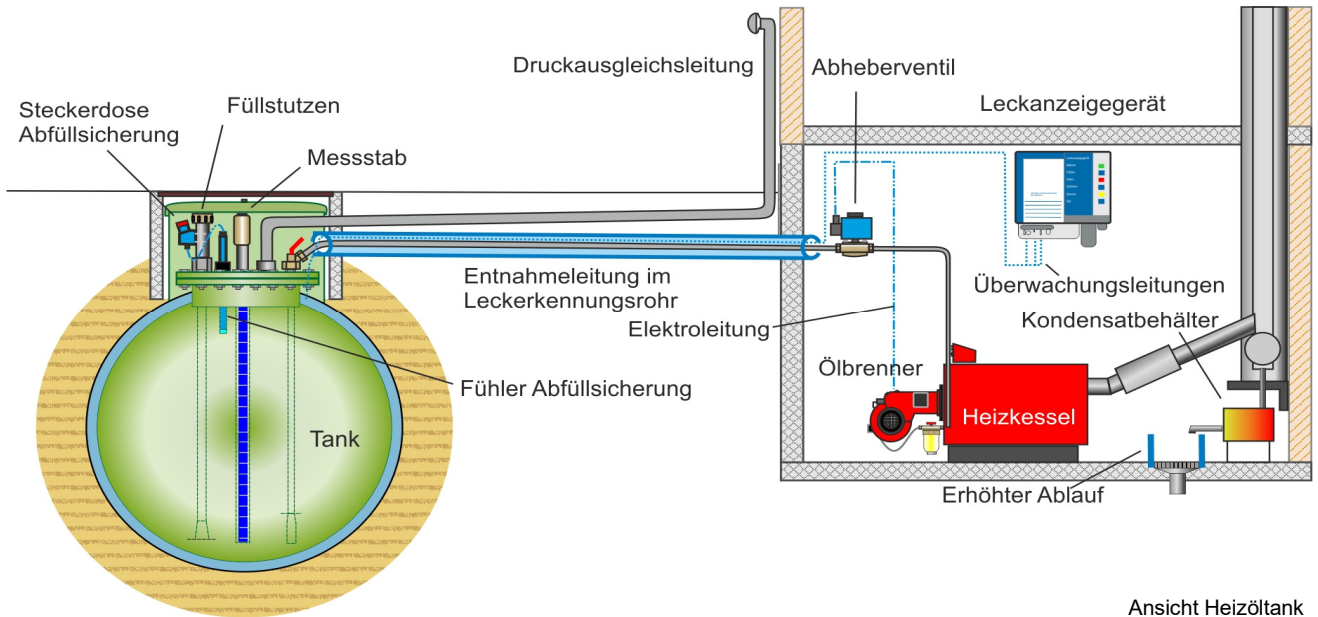 Druckausgleichsleitung
Abheberventil
Leckanzeigegerät
Steckerdose
Abfüllsicherung
Füllstutzen
Messstab
Entnahmeleitung im
Leckerkennungsrohr
Überwachungsleitungen
Elektroleitung
Kondensatbehälter
Ölbrenner
Fühler Abfüllsicherung
Heizkessel
Tank
Erhöhter Ablauf
Ansicht Heizöltank